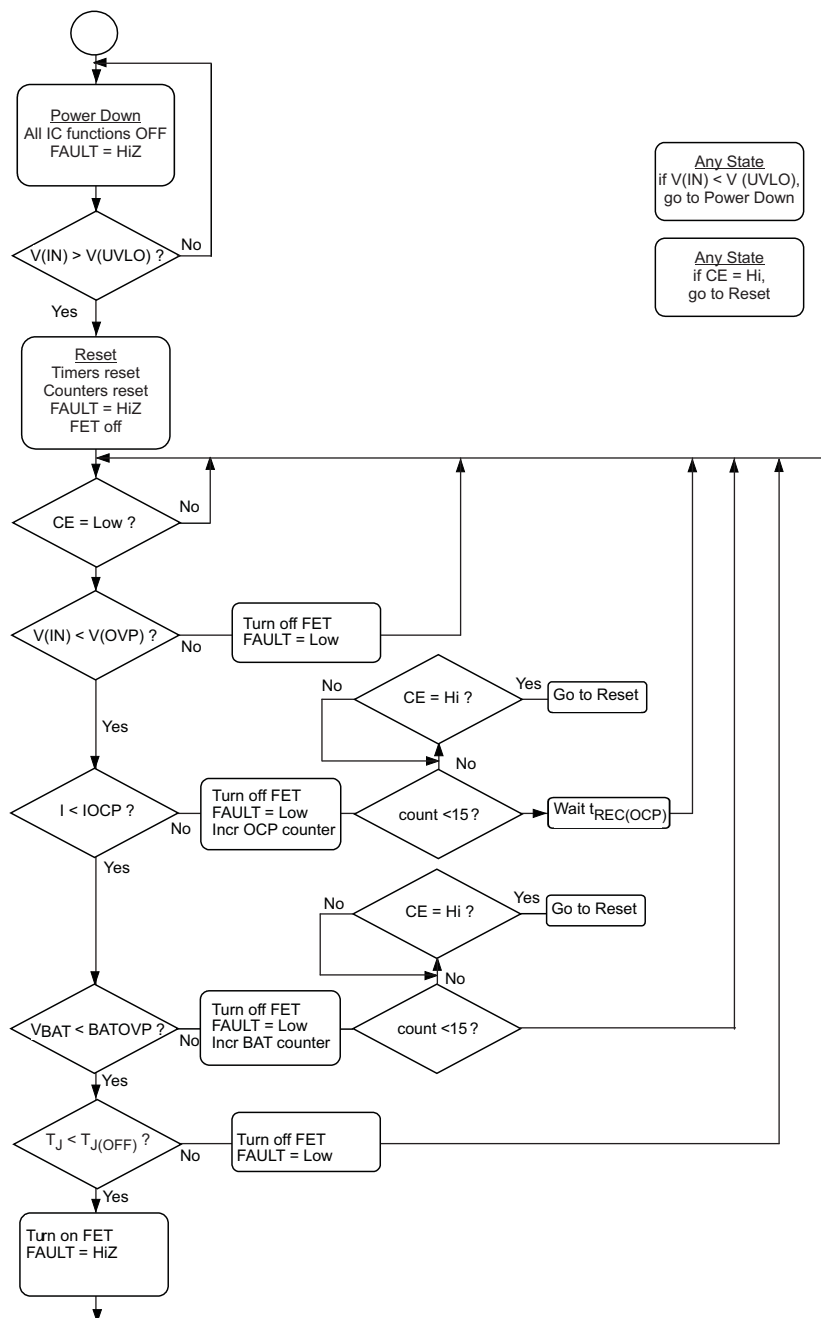 Power Down
All IC functions OFF
FAULT = HiZ
Any State
if V(IN) < V (UVLO),
go to Power Down
V(IN) > V(UVLO) ?
No
Any State
if CE = Hi,
go to Reset
Yes
Reset
Timers reset
Counters reset
FAULT = HiZ
FET off
CE = Low ?
No
V(IN) < V(OVP) ?
No
Turn off FET
FAULT = Low
Yes
No
CE = Hi ?
Yes
Go to Reset
No
I < IOCP ?
No
Turn off FET
FAULT = Low
Incr OCP counter
count <15 ?
Wait tREC(OCP)
Yes
No
CE = Hi ?
Yes
Go to Reset
No
VBAT < BATOVP ?
No
Turn off FET
FAULT = Low
Incr BAT counter
count <15 ?
Yes
TJ < TJ(OFF) ?
No
Turn off FET
FAULT = Low
Yes
Turn on FET
FAULT = HiZ